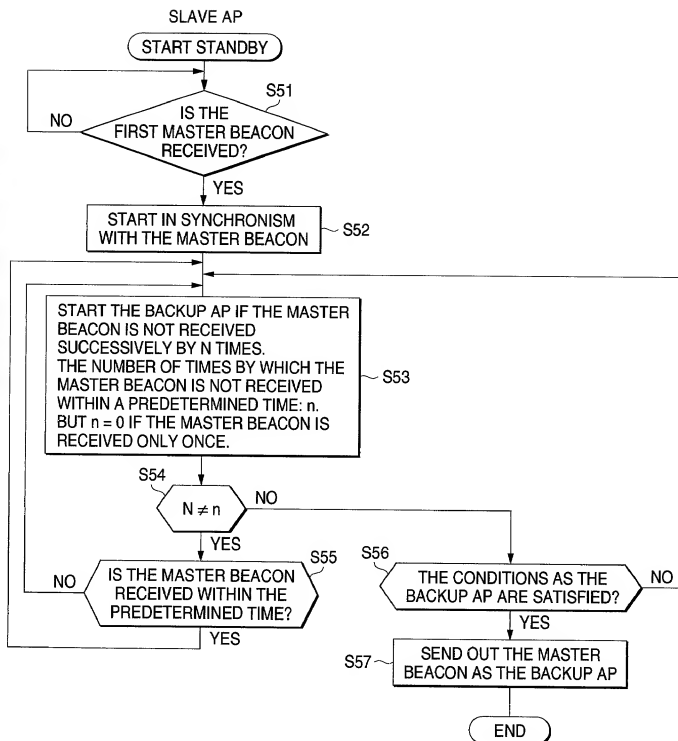 SLAVE AP
START STANDBY
S51
IS THE
FIRST MASTER BEACON
RECEIVED?
NO
YES
START IN SYNCHRONISM
WITH THE MASTER BEACON
S52
START THE BACKUP AP IF THE MASTER
BEACON IS NOT RECEIVED
SUCCESSIVELY BY N TIMES.
THE NUMBER OF TIMES BY WHICH THE
MASTER BEACON IS NOT RECEIVED
WITHIN A PREDETERMINED TIME: n.
BUT n = 0 IF THE MASTER BEACON IS
RECEIVED ONLY ONCE.
S53
S54
N ≠ n
NO
YES
S55
IS THE MASTER BEACON
RECEIVED WITHIN THE
PREDETERMINED TIME?
NO
YES
S56
THE CONDITIONS AS THE
BACKUP AP ARE SATISFIED?
NO
YES
S57
SEND OUT THE MASTER
BEACON AS THE BACKUP AP
END